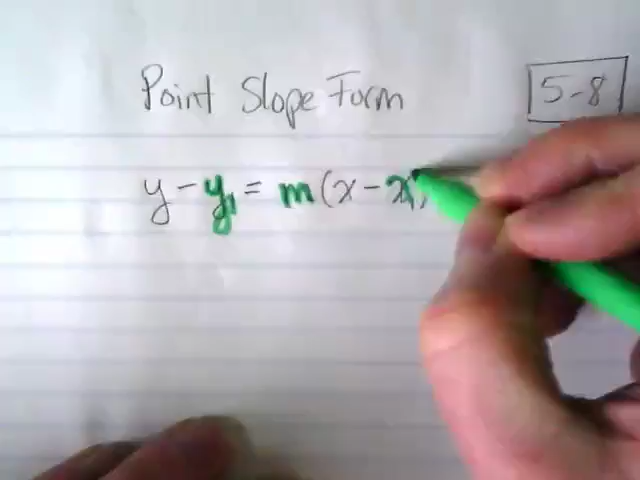 Point Slope Form
5-8
y - y₁ = m(x - x₁)